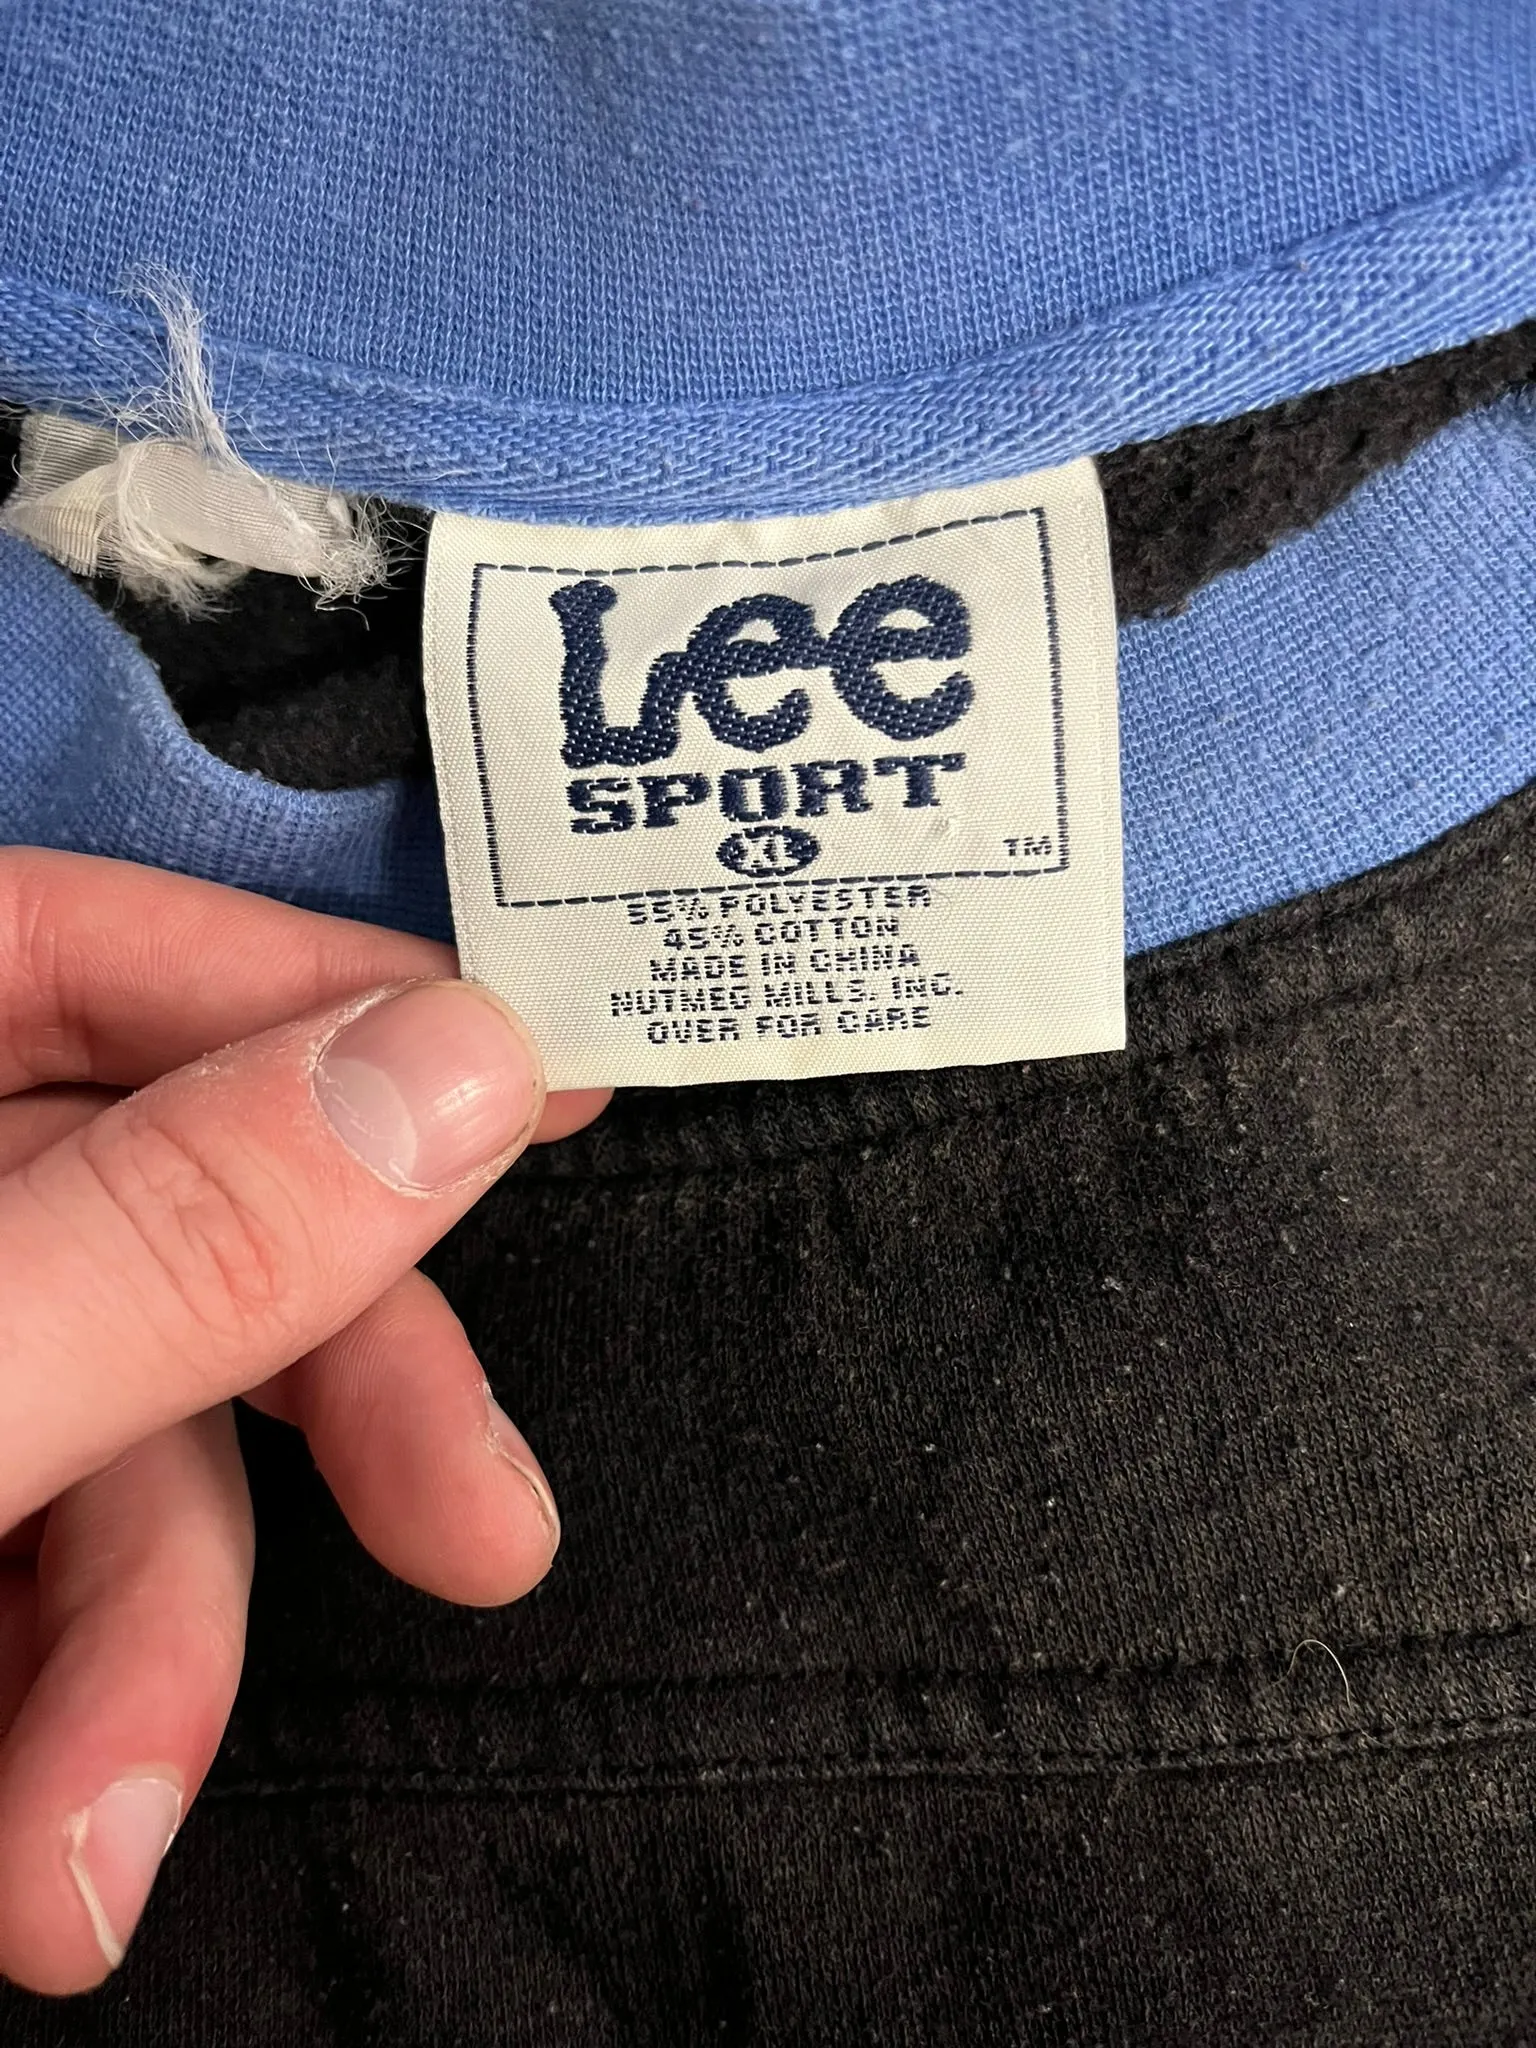 Lee
SPORT
XL
TM
55% POLYESTER
45% COTTON
MADE IN CHINA
NUTMEG MILLS, INC.
OVER FOR CARE